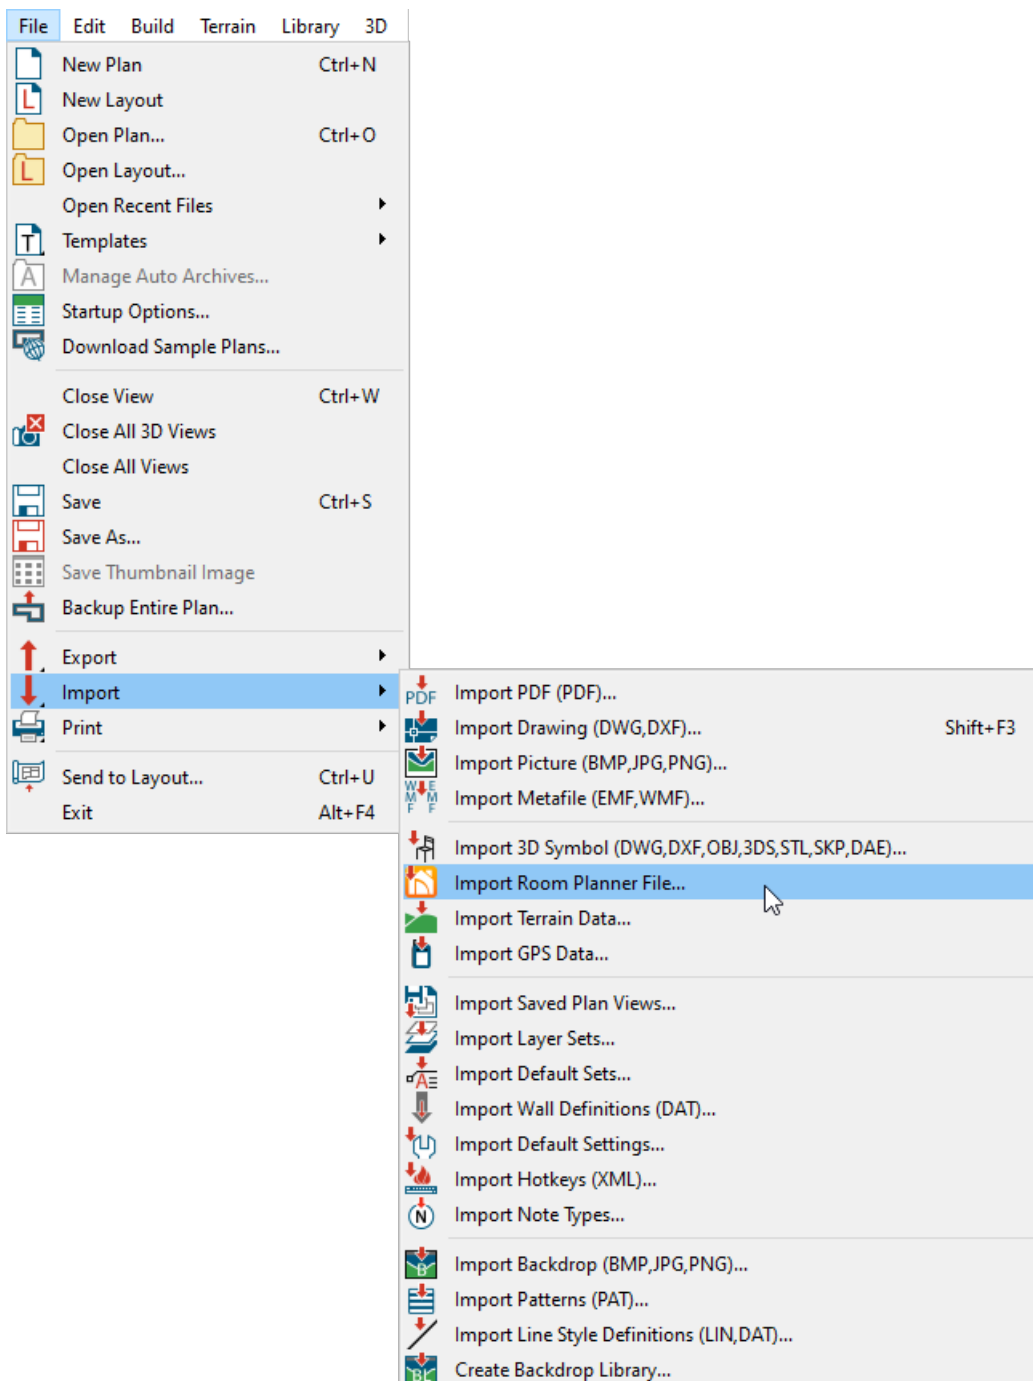 File Edit Build Terrain Library 3D
New Plan Ctrl+N
L New Layout
Open Plan... Ctrl+O
L Open Layout...
Open Recent Files
T Templates
A Manage Auto Archives...
Startup Options...
Download Sample Plans...
Close View Ctrl+W
Close All 3D Views
Close All Views
Save Ctrl+S
Save As...
Save Thumbnail Image
Backup Entire Plan...
Export
Import
Print
Send to Layout... Ctrl+U
Exit Alt+F4
PDF Import PDF (PDF)...
Import Drawing (DWG,DXF)... Shift+F3
Import Picture (BMP,JPG,PNG)...
WMF EMF Import Metafile (EMF,WMF)...
Import 3D Symbol (DWG,DXF,OBJ,3DS,STL,SKP,DAE)...
Import Room Planner File...
Import Terrain Data...
Import GPS Data...
Import Saved Plan Views...
Import Layer Sets...
A Import Default Sets...
Import Wall Definitions (DAT)...
Import Default Settings...
Import Hotkeys (XML)...
N Import Note Types...
B Import Backdrop (BMP,JPG,PNG)...
Import Patterns (PAT)...
Import Line Style Definitions (LIN,DAT)...
BK Create Backdrop Library...